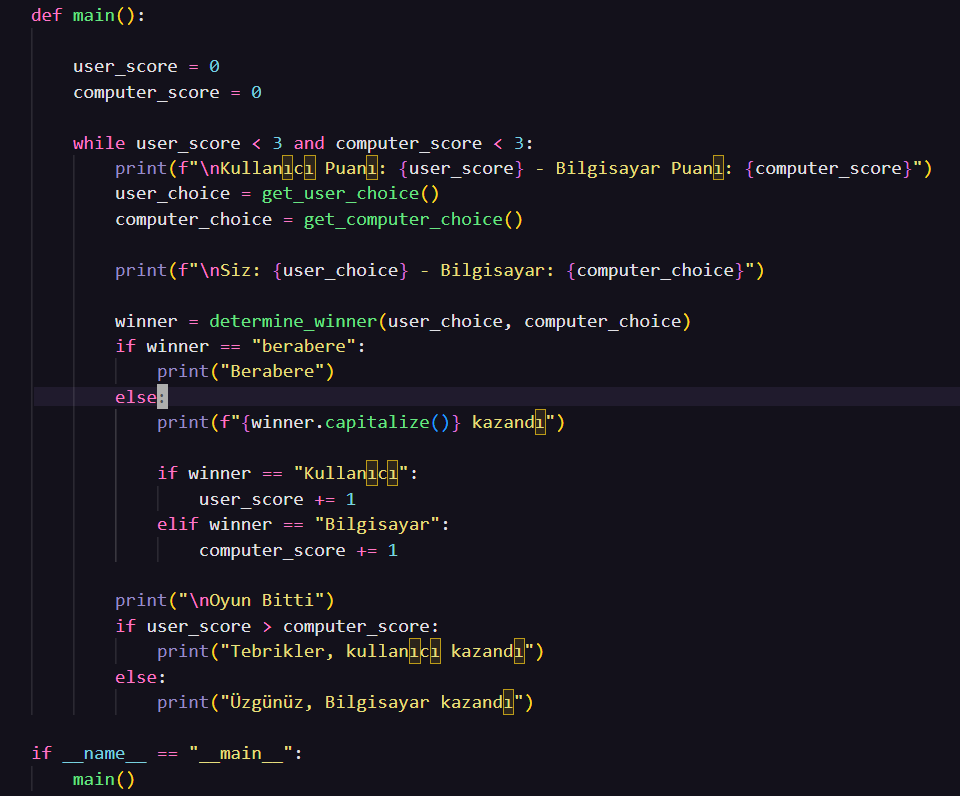 def main():
user_score = 0
computer_score = 0
while user_score < 3 and computer_score < 3:
print(f"\nKullanıcı Puanı: {user_score} - Bilgisayar Puanı: {computer_score}")
user_choice = get_user_choice()
computer_choice = get_computer_choice()
print(f"\nSiz: {user_choice} - Bilgisayar: {computer_choice}")
winner = determine_winner(user_choice, computer_choice)
if winner == "berabere":
print("Berabere")
else:
print(f"{winner.capitalize()} kazandı")
if winner == "Kullanıcı":
user_score += 1
elif winner == "Bilgisayar":
computer_score += 1
print("\nOyun Bitti")
if user_score > computer_score:
print("Tebrikler, kullanıcı kazandı")
else:
print("Üzgünüz, Bilgisayar kazandı")
if __name__ == "__main__":
main()